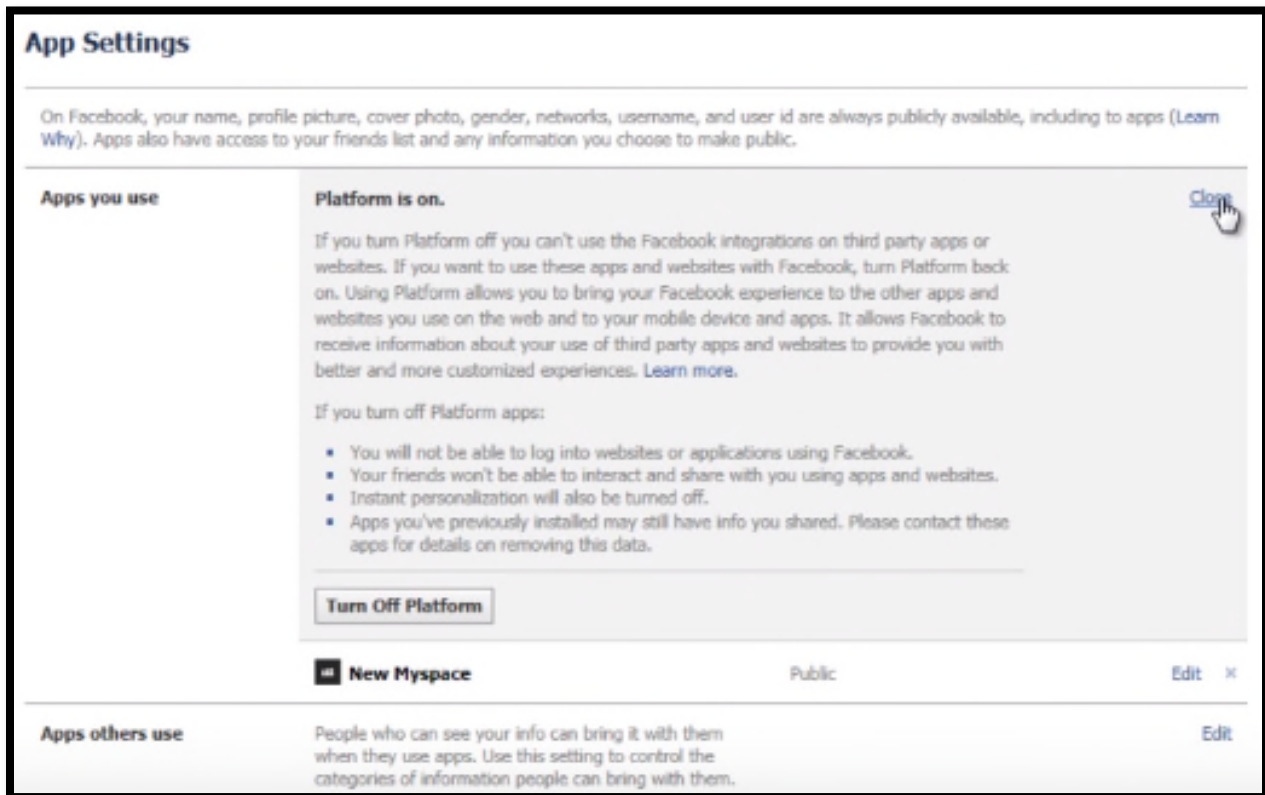 App Settings
On Facebook, your name, profile picture, cover photo, gender, networks, username, and user id are always publicly available, including to apps (Learn
Why). Apps also have access to your friends list and any information you choose to make public.
Apps you use
Platform is on.
Close
If you turn Platform off you can't use the Facebook integrations on third party apps or
websites. If you want to use these apps and websites with Facebook, turn Platform back
on. Using Platform allows you to bring your Facebook experience to the other apps and
websites you use on the web and to your mobile device and apps. It allows Facebook to
receive information about your use of third party apps and websites to provide you with
better and more customized experiences. Learn more.
If you turn off Platform apps:
You will not be able to log into websites or applications using Facebook.
Your friends won't be able to interact and share with you using apps and websites.
Instant personalization will also be turned off.
Apps you've previously installed may still have info you shared. Please contact these
apps for details on removing this data.
Turn Off Platform
New Myspace
Public
Edit ×
Apps others use
People who can see your info can bring it with them
when they use apps. Use this setting to control the
categories of information people can bring with them.
Edit